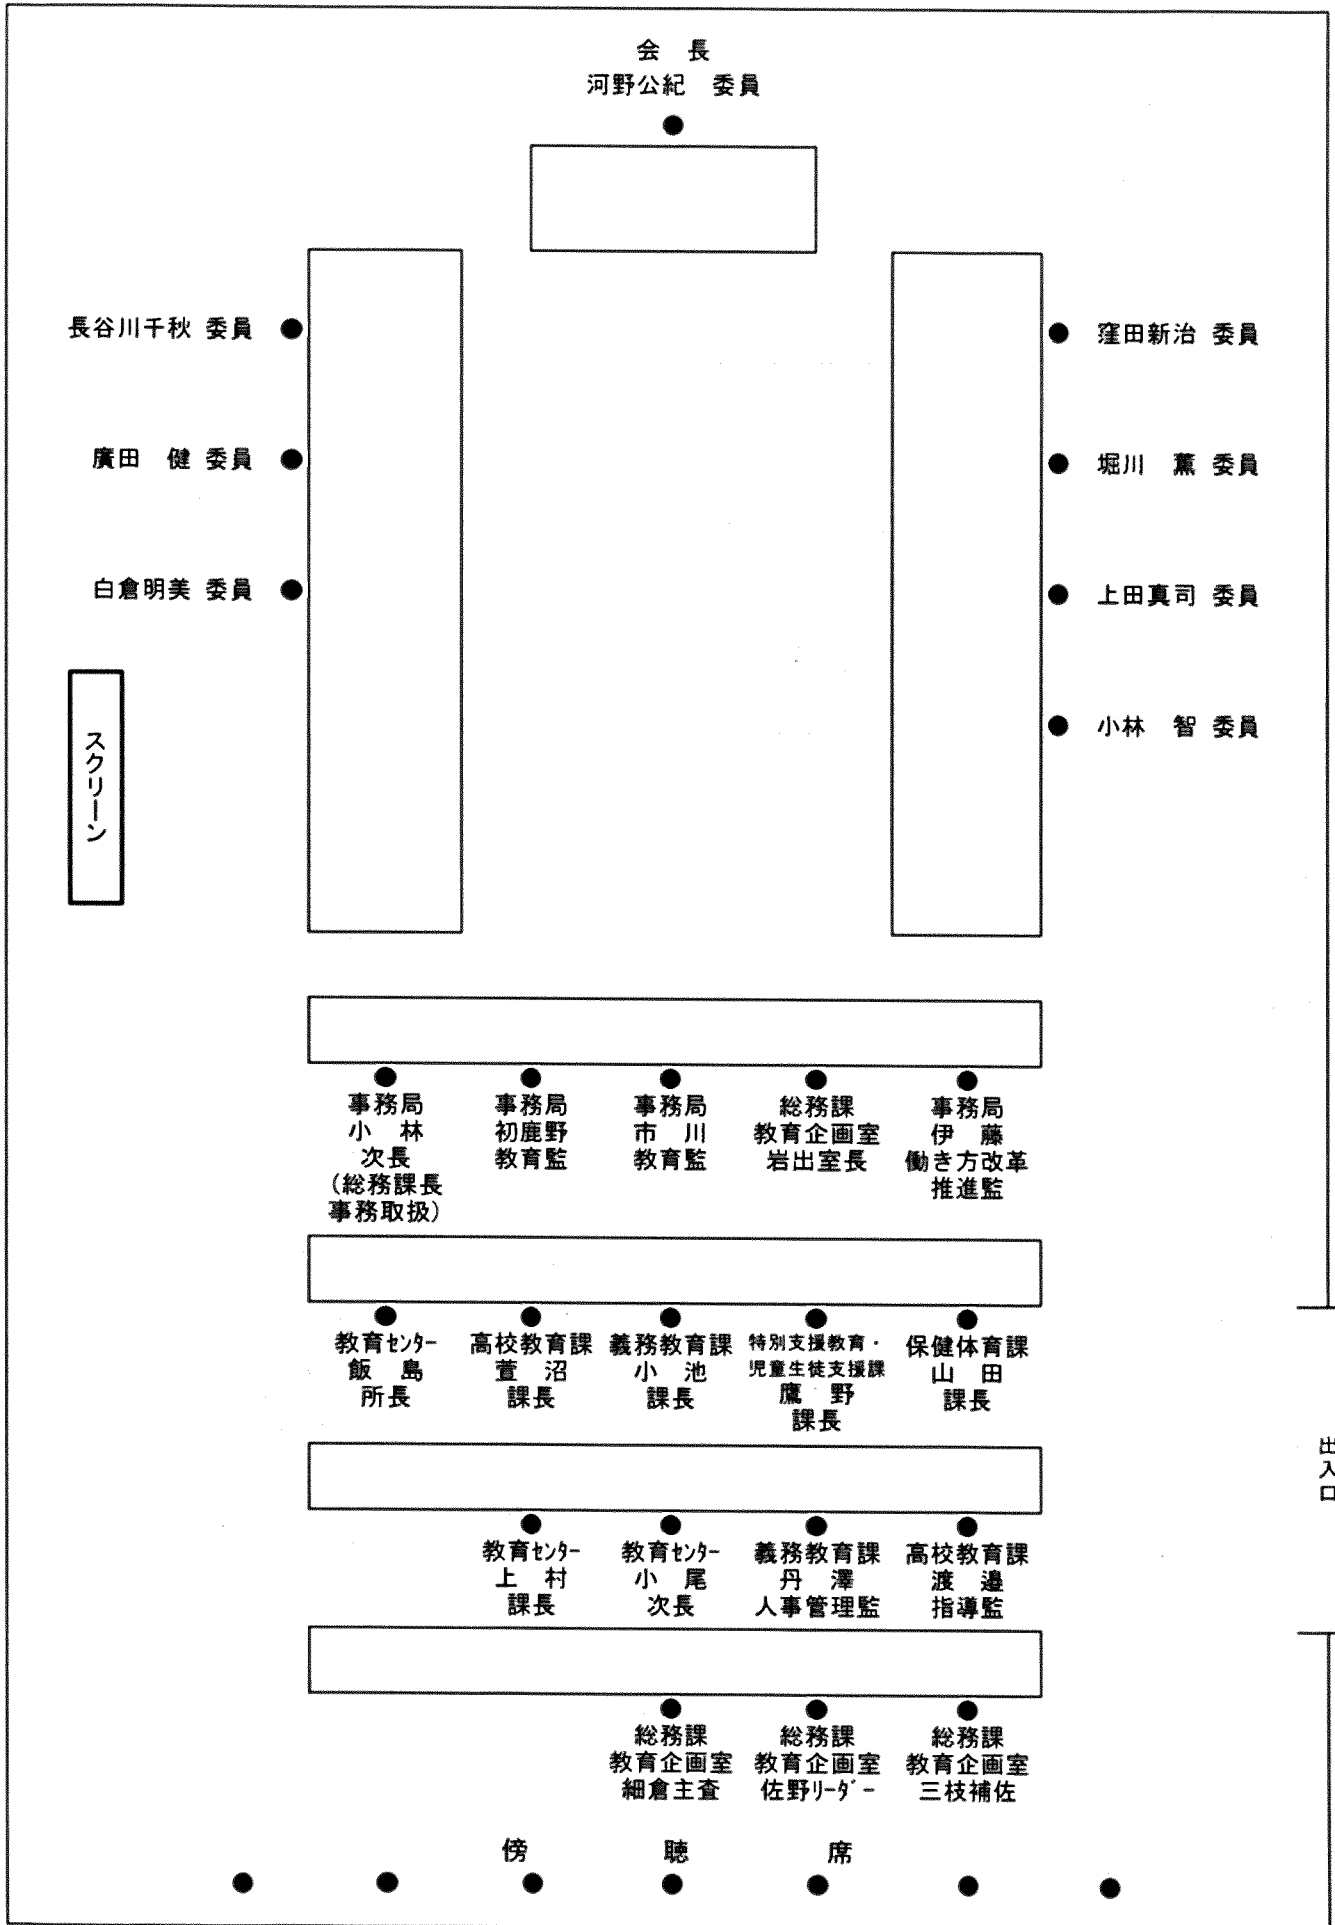 会 長
河野公紀 委員
長谷川千秋 委員
窪田新治 委員
廣田 健 委員
堀川 薫 委員
白倉明美 委員
上田真司 委員
小林 智 委員
スクリーン
事務局
小 林
次長
(総務課長
事務取扱)
事務局
初鹿野
教育監
事務局
市 川
教育監
総務課
教育企画室
岩出室長
事務局
伊 藤
働き方改革
推進監
教育センター
飯 島
所長
高校教育課
萱 沼
課長
義務教育課
小 池
課長
特別支援教育・
児童生徒支援課
鷹 野
課長
保健体育課
山 田
課長
出入口
教育センター
上 村
課長
教育センター
小 尾
次長
義務教育課
丹 澤
人事管理監
高校教育課
渡 邉
指導監
総務課
教育企画室
細倉主査
総務課
教育企画室
佐野リーダー
総務課
教育企画室
三枝補佐
傍 聴 席